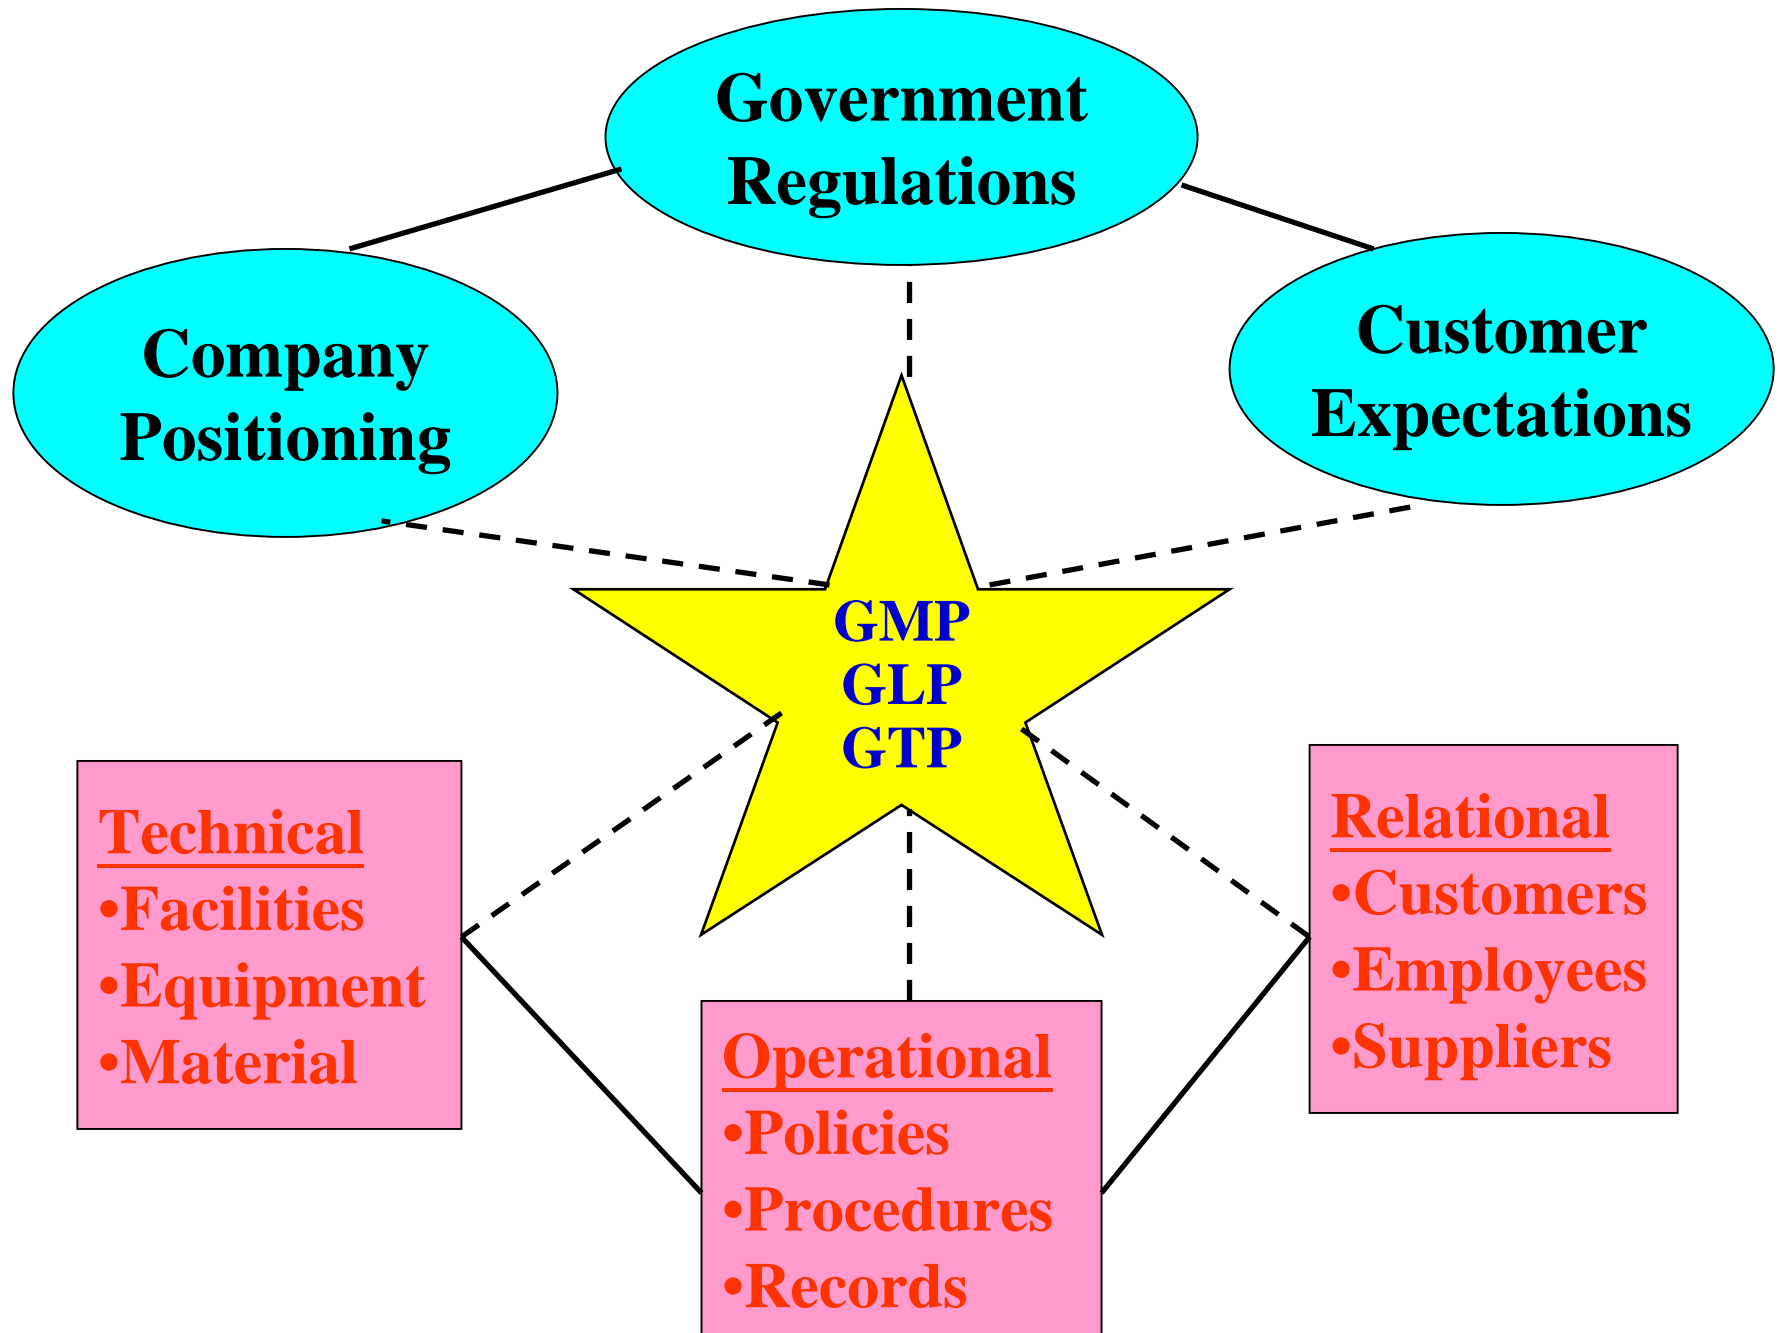 Government
Regulations
Company
Positioning
Customer
Expectations
GMP
GLP
GTP
Technical
•Facilities
•Equipment
•Material
Operational
•Policies
•Procedures
•Records
Relational
•Customers
•Employees
•Suppliers